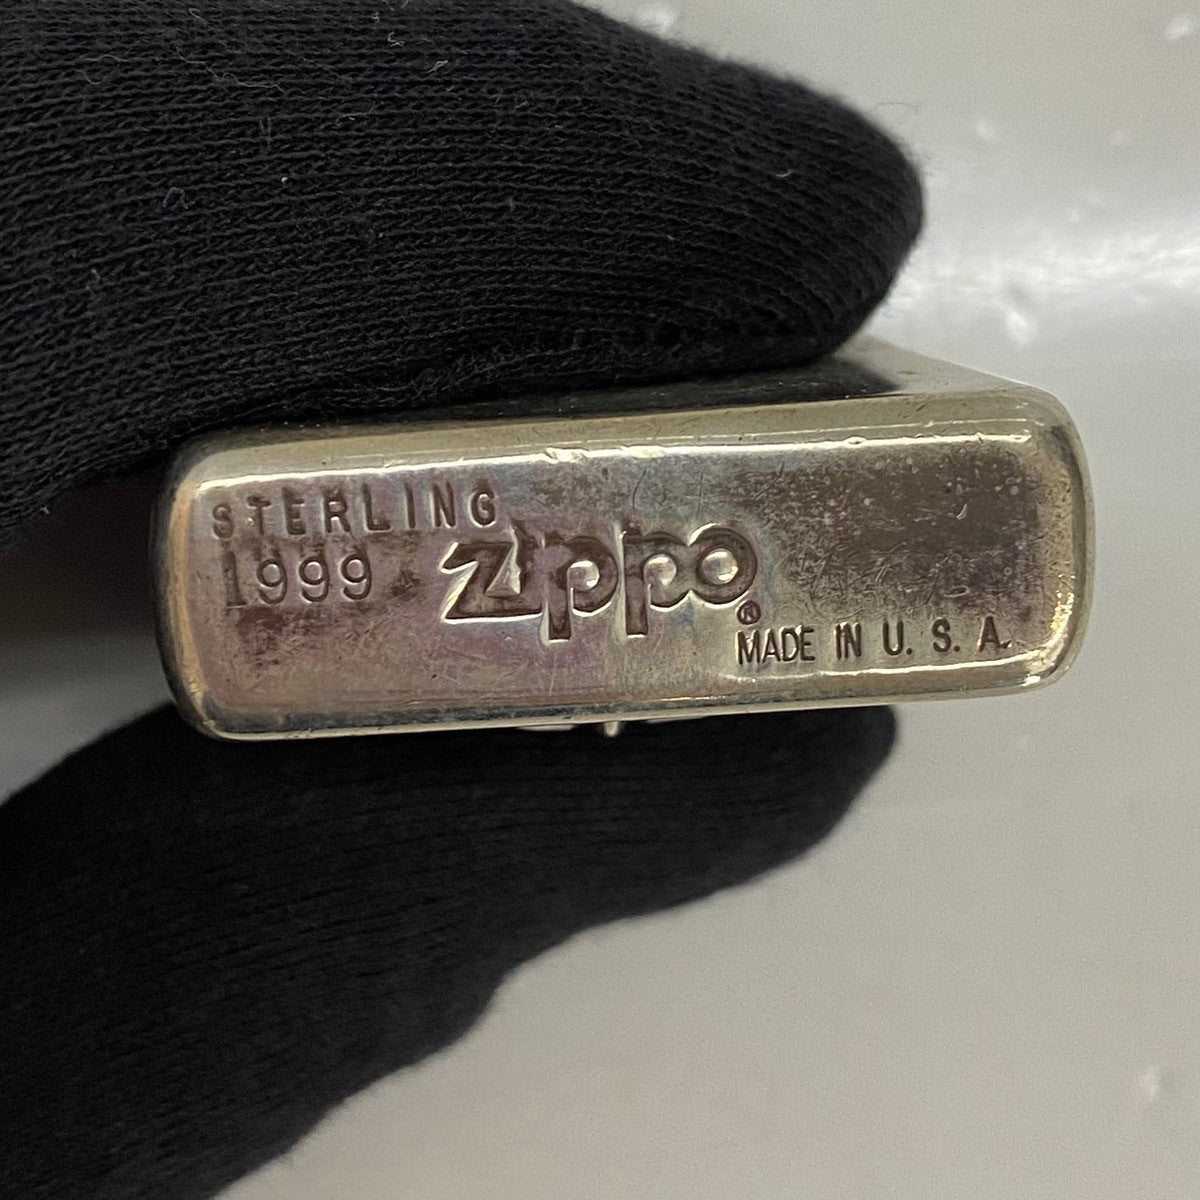 STERLING
1999
Zippo®
MADE IN U. S. A.